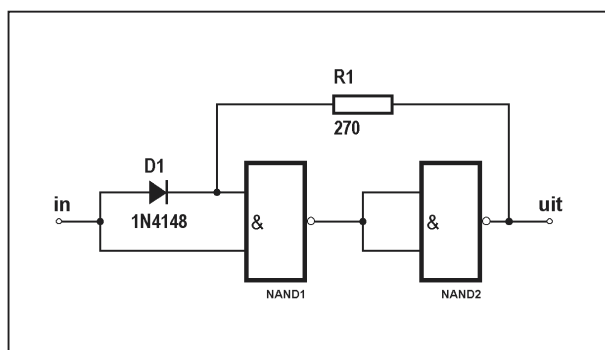 R1
270
D1
in
1N4148
&
&
uit
NAND1
NAND2